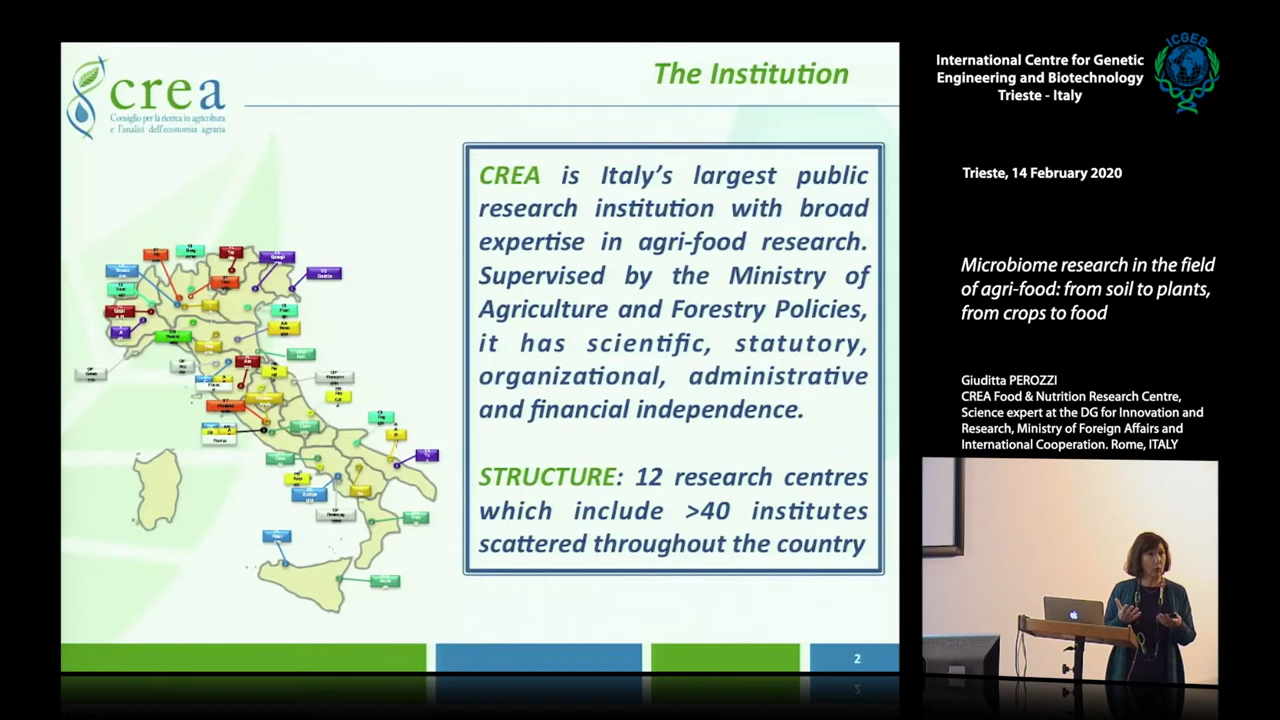 crea
Consiglio per la ricerca in agricoltura
e l'analisi dell'economia agraria
The Institution
CREA is Italy's largest public
research institution with broad
expertise in agri-food research.
Supervised by the Ministry of
Agriculture and Forestry Policies,
it has scientific, statutory,
organizational, administrative
and financial independence.
STRUCTURE: 12 research centres
which include >40 institutes
scattered throughout the country
2
International Centre for Genetic
Engineering and Biotechnology
Trieste - Italy
ICGEB
Trieste, 14 February 2020
Microbiome research in the field
of agri-food: from soil to plants,
from crops to food
Giuditta PEROZZI
CREA Food & Nutrition Research Centre,
Science expert at the DG for Innovation and
Research, Ministry of Foreign Affairs and
International Cooperation. Rome, ITALY